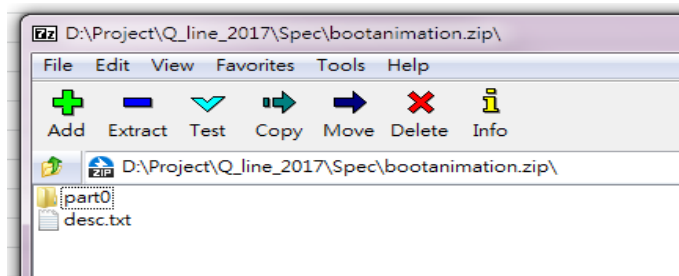 7z D:\Project\Q_line_2017\Spec\bootanimation.zip\
File Edit View Favorites Tools Help
Add Extract Test Copy Move Delete Info
ZIP D:\Project\Q_line_2017\Spec\bootanimation.zip\
part0
desc.txt